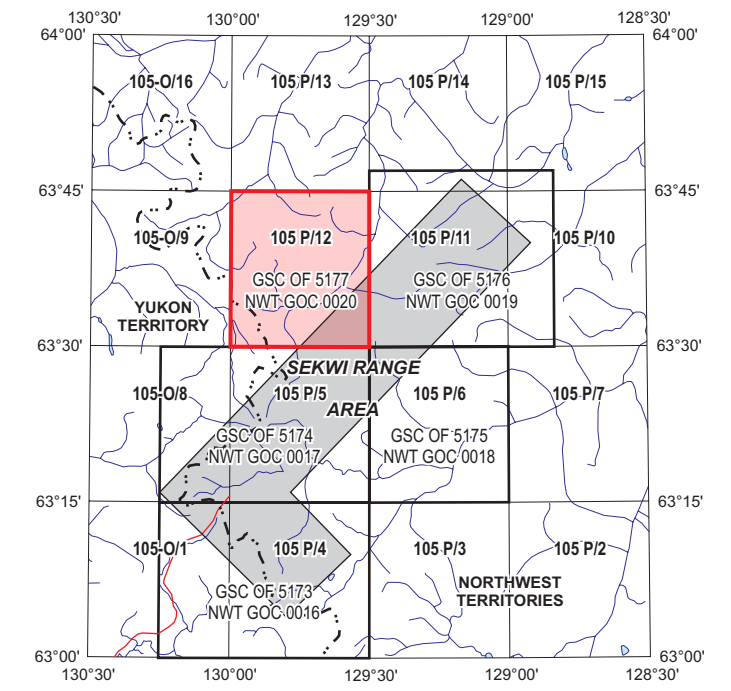 130°30' 130°00' 129°30' 129°00' 128°30'
64°00' 64°00'
105-O/16 105 P/13 105 P/14 105 P/15
63°45' 63°45'
105-O/9 105 P/12 105 P/11 105 P/10
GSC OF 5177 GSC OF 5176
NWT GOC 0020 NWT GOC 0019
YUKON
TERRITORY
63°30' 63°30'
SEKWI RANGE
105-O/8 105 P/5 105 P/6 105 P/7
AREA
GSC OF 5174 GSC OF 5175
NWT GOC 0017 NWT GOC 0018
63°15' 63°15'
105-O/1 105 P/4 105 P/3 105 P/2
NORTHWEST
TERRITORIES
GSC OF 5173
NWT GOC 0016
63°00' 63°00'
130°30' 130°00' 129°30' 129°00' 128°30'